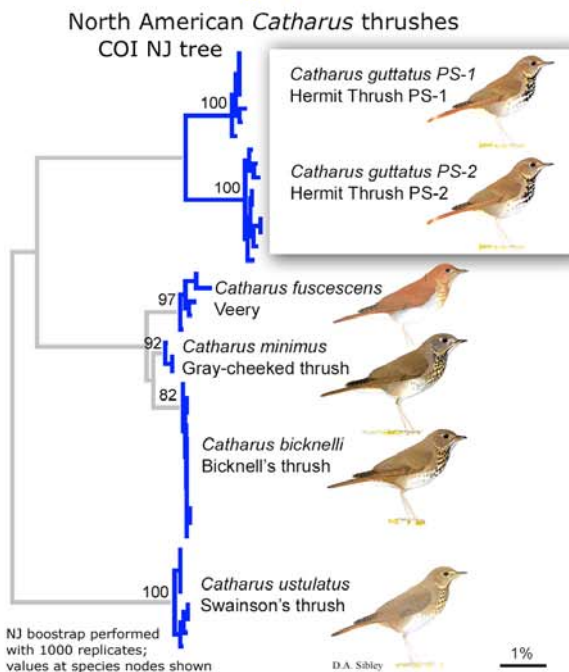 North American Catharus thrushes
COI NJ tree
100
Catharus guttatus PS-1
Hermit Thrush PS-1
100
Catharus guttatus PS-2
Hermit Thrush PS-2
97
Catharus fuscescens
Veery
92
Catharus minimus
Gray-cheeked thrush
82
Catharus bicknelli
Bicknell's thrush
100
Catharus ustulatus
Swainson's thrush
NJ boostrap performed
with 1000 replicates;
values at species nodes shown
D.A. Sibley
1%